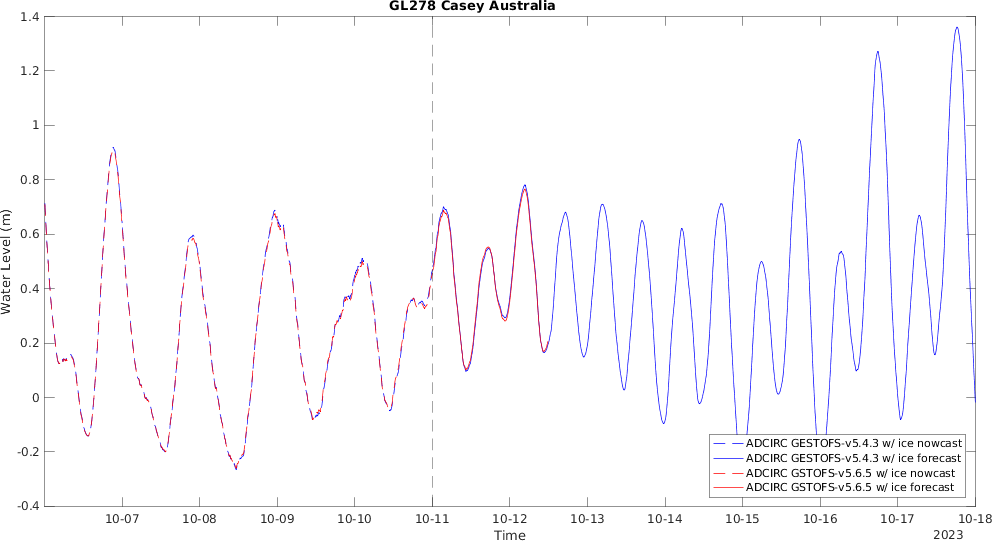 GL278 Casey Australia
1.4
1.2
1
0.8
0.6
0.4
0.2
0
-0.2
-0.4
Water Level (m)
ADCIRC GESTOFS-v5.4.3 w/ ice nowcast
ADCIRC GESTOFS-v5.4.3 w/ ice forecast
ADCIRC GSTOFS-v5.6.5 w/ ice nowcast
ADCIRC GSTOFS-v5.6.5 w/ ice forecast
10-07 10-08 10-09 10-10 10-11 10-12 10-13 10-14 10-15 10-16 10-17 10-18
Time
2023